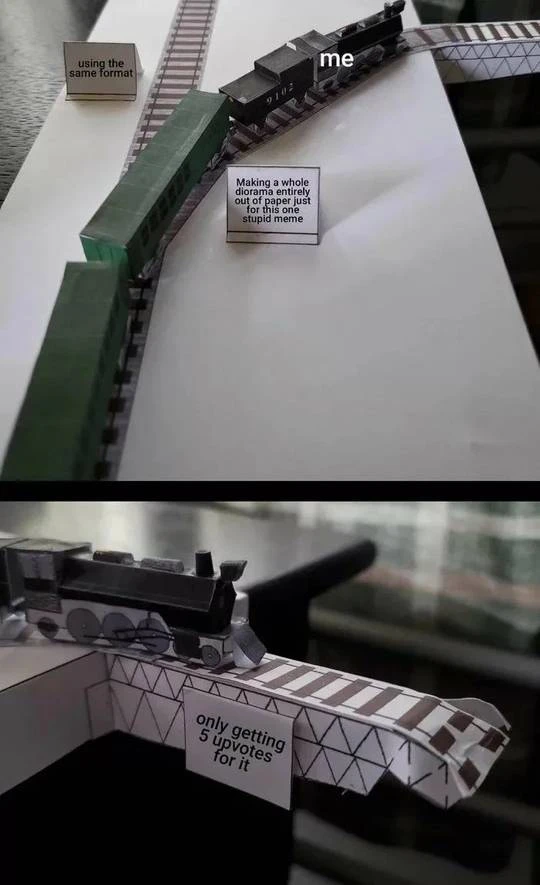 using the
same format
me
9102
Making a whole
diorama entirely
out of paper just
for this one
stupid meme
only getting
5 upvotes
for it